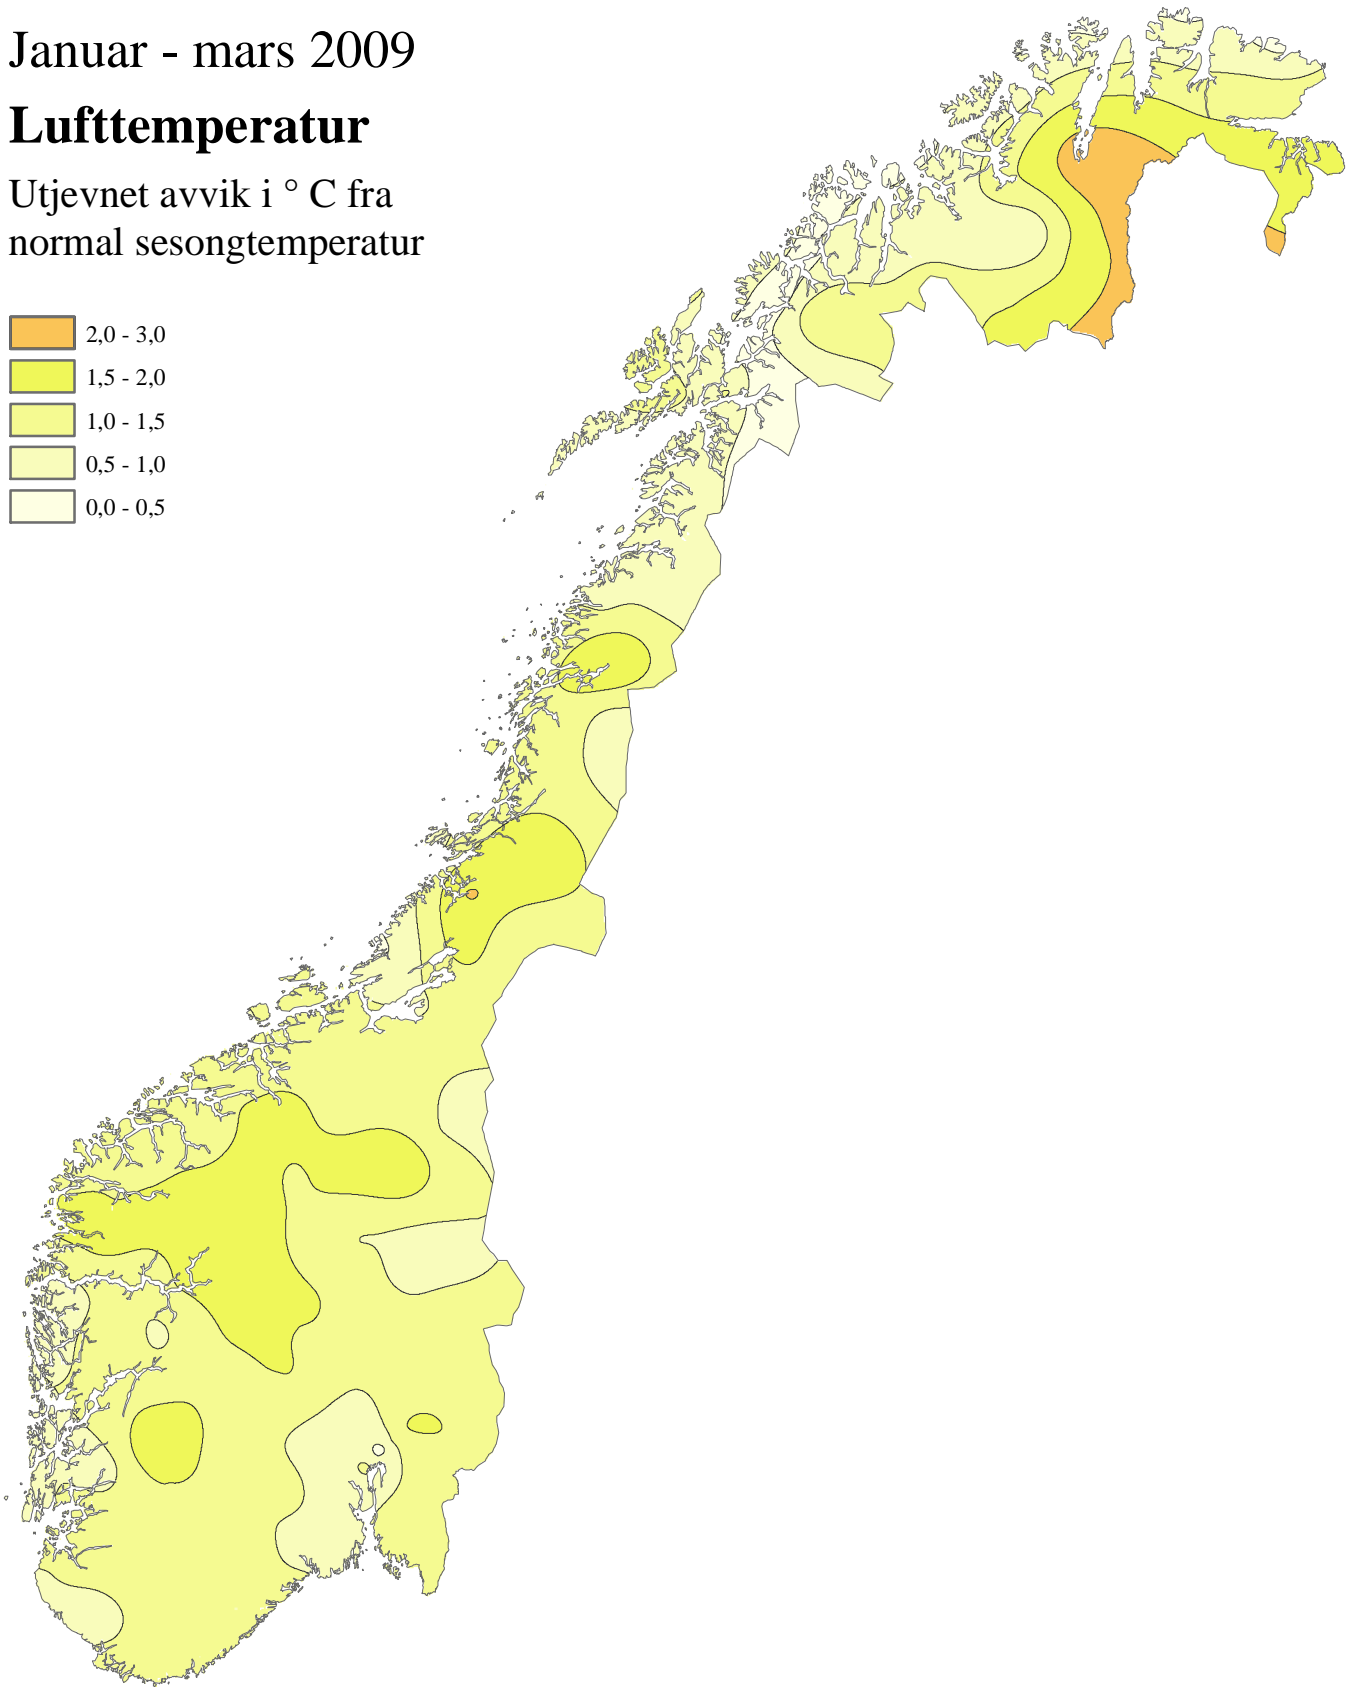 Januar - mars 2009
Lufttemperatur
Utjevnet avvik i ° C fra
normal sesongtemperatur
2,0 - 3,0
1,5 - 2,0
1,0 - 1,5
0,5 - 1,0
0,0 - 0,5